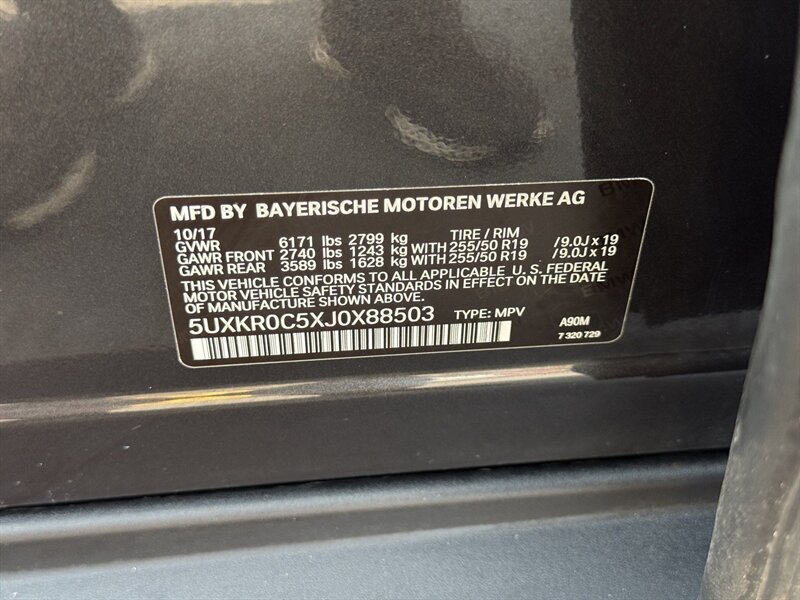 MFD BY BAYERISCHE MOTOREN WERKE AG
10/17 TIRE / RIM
GVWR 6171 lbs 2799 kg
GAWR FRONT 2740 lbs 1243 kg WITH 255/50 R19 /9.0J x 19
GAWR REAR 3589 lbs 1628 kg WITH 255/50 R19 /9.0J x 19
THIS VEHICLE CONFORMS TO ALL APPLICABLE U.S. FEDERAL
MOTOR VEHICLE SAFETY STANDARDS IN EFFECT ON THE DATE
OF MANUFACTURE SHOWN ABOVE.
5UXKR0C5XJ0X88503 TYPE: MPV A90M
7 320 729